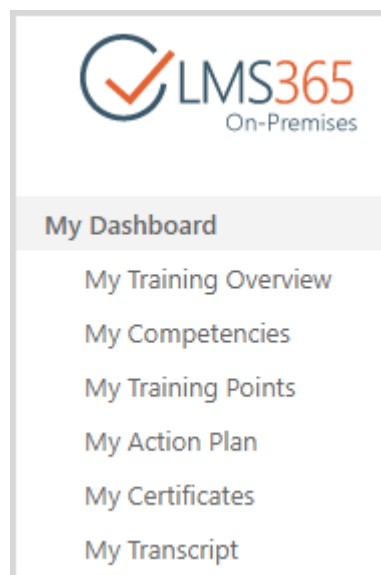 LMS365
On-Premises
My Dashboard
My Training Overview
My Competencies
My Training Points
My Action Plan
My Certificates
My Transcript